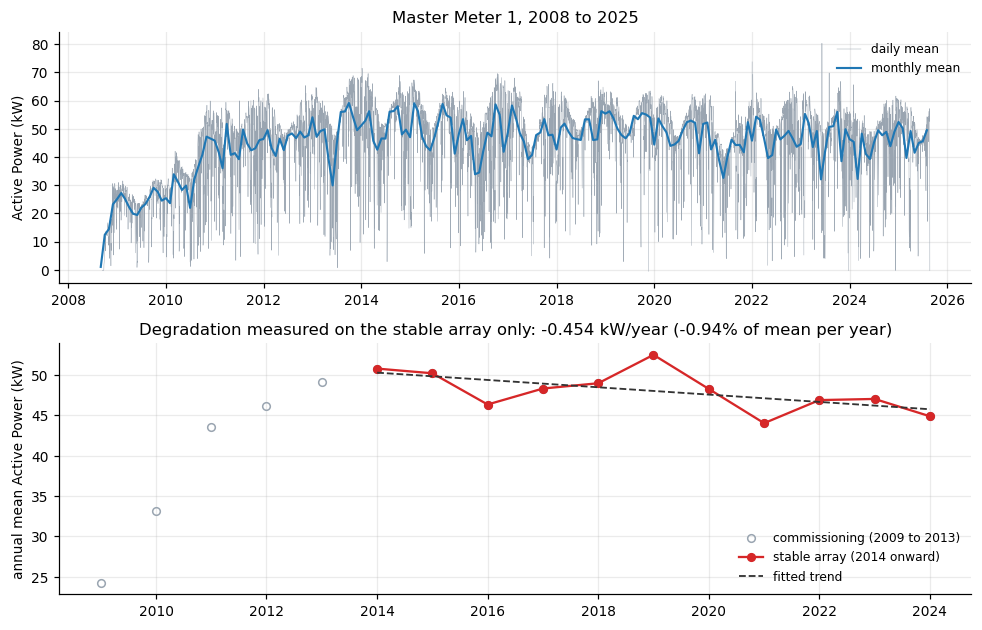 Master Meter 1, 2008 to 2025
Active Power (kW)
80
70
60
50
40
30
20
10
0
daily mean
monthly mean
2008 2010 2012 2014 2016 2018 2020 2022 2024 2026
Degradation measured on the stable array only: -0.454 kW/year (-0.94% of mean per year)
annual mean Active Power (kW)
50
45
40
35
30
25
commissioning (2009 to 2013)
stable array (2014 onward)
fitted trend
2010 2012 2014 2016 2018 2020 2022 2024